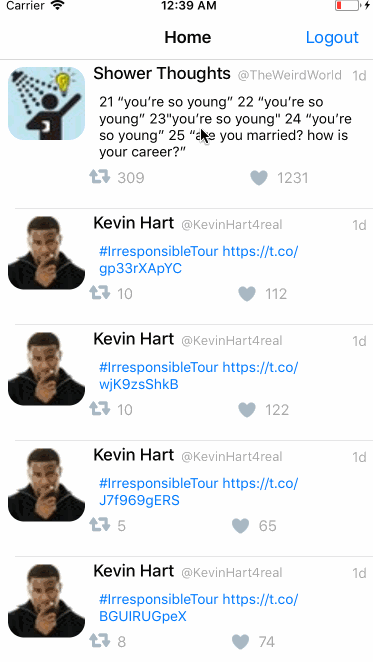 Carrier 12:39 AM
Home Logout
Shower Thoughts @TheWeirdWorld 1d
21 “you’re so young” 22 “you’re so
young” 23"you’re so young" 24 “you’re
so young” 25 “are you married? how is
your career?”
309 1231
Kevin Hart @KevinHart4real 1d
#IrresponsibleTour https://t.co/
gp33rXApYC
10 112
Kevin Hart @KevinHart4real 1d
#IrresponsibleTour https://t.co/
wjK9zsShkB
10 122
Kevin Hart @KevinHart4real 1d
#IrresponsibleTour https://t.co/
J7f969gERS
5 65
Kevin Hart @KevinHart4real 1d
#IrresponsibleTour https://t.co/
BGUIRUGpeX
8 74